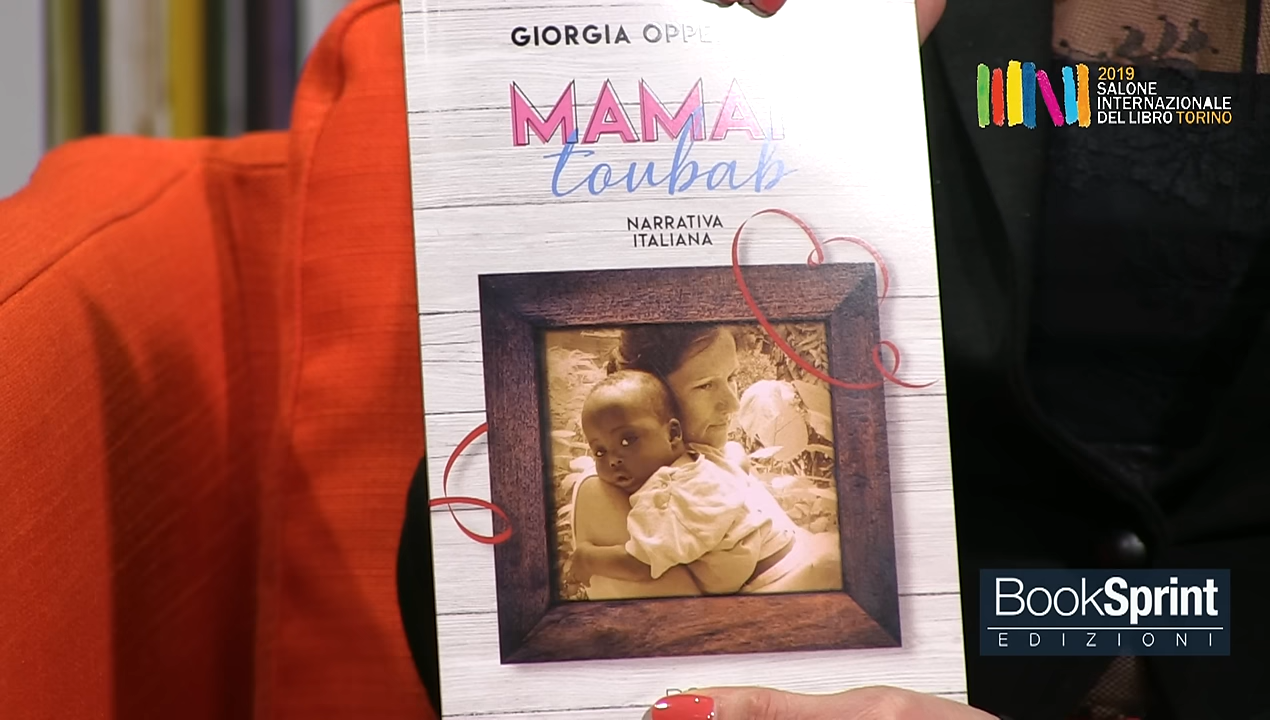 GIORGIA OPPE
MAMA
toubab
NARRATIVA
ITALIANA
2019
SALONE
INTERNAZIONALE
DEL LIBRO TORINO
BookSprint
EDIZIONI